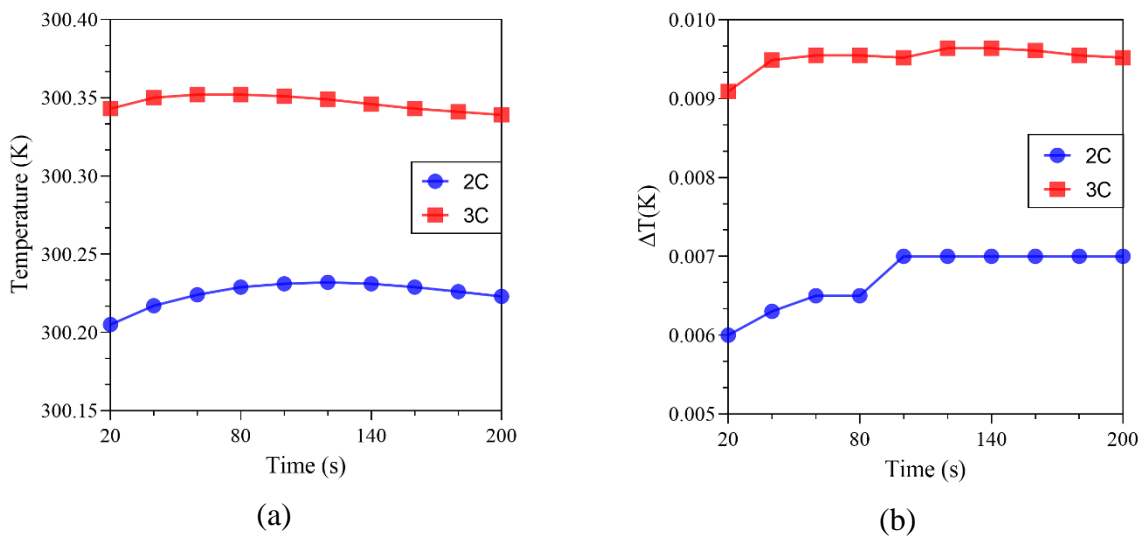 300.40
300.35
300.30
300.25
300.20
300.15
Temperature (K)
2C
3C
20
80
140
200
Time (s)
(a)
0.010
0.009
0.008
0.007
0.006
0.005
ΔT(K)
2C
3C
20
80
140
200
Time (s)
(b)